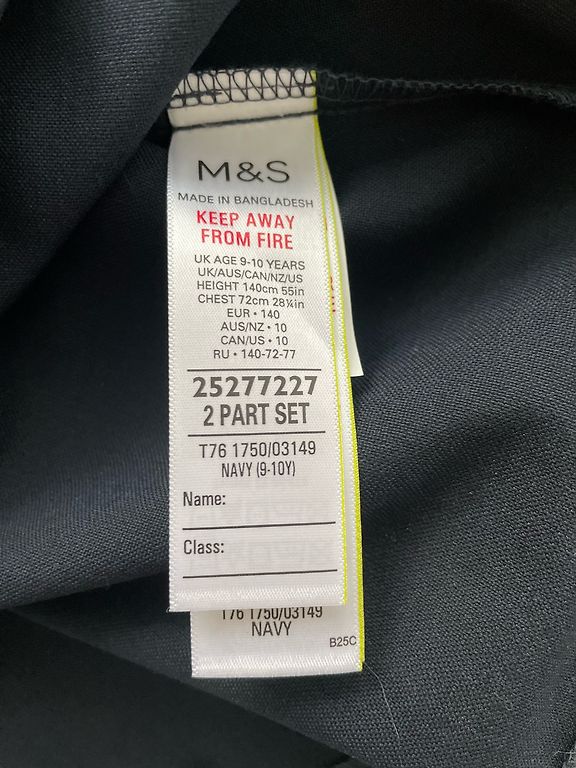 M&S
MADE IN BANGLADESH
KEEP AWAY
FROM FIRE
UK AGE 9-10 YEARS
UK/AUS/CAN/NZ/US
HEIGHT 140cm 55in
CHEST 72cm 28¼in
EUR • 140
AUS/NZ • 10
CAN/US • 10
RU • 140-72-77
25277227
2 PART SET
T76 1750/03149
NAVY (9-10Y)
Name:
Class:
T76 1750/03149
NAVY
B25C